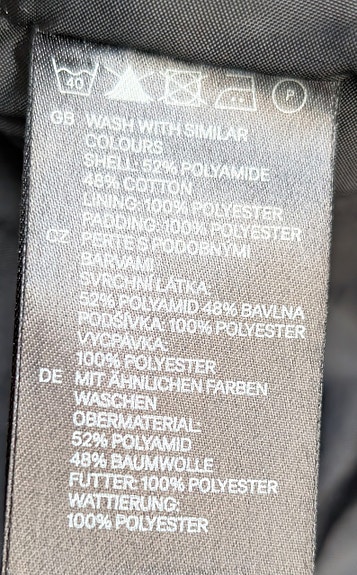 40 P
GB WASH WITH SIMILAR
COLOURS
SHELL: 52% POLYAMIDE
48% COTTON
LINING: 100% POLYESTER
PADDING: 100% POLYESTER
CZ PERTE S PODOBNÝMI
BARVAMI
SVRCHNÍ LÁTKA:
52% POLYAMID 48% BAVLNA
PODŠÍVKA: 100% POLYESTER
VÝCPÁVKA:
100% POLYESTER
DE MIT ÄHNLICHEN FARBEN
WASCHEN
OBERMATERIAL:
52% POLYAMID
48% BAUMWOLLE
FUTTER: 100% POLYESTER
WATTIERUNG:
100% POLYESTER